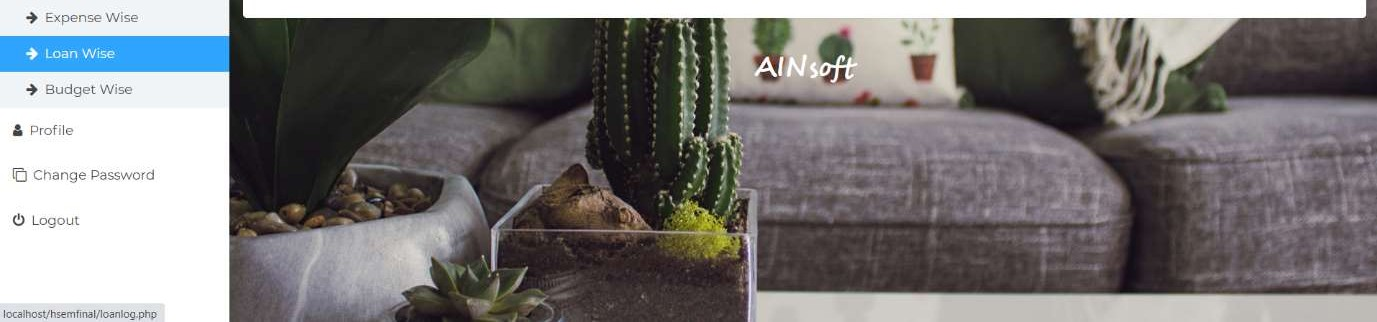 Expense Wise
Loan Wise
Budget Wise
Profile
Change Password
Logout
AINsoft
localhost/hsemfinal/loanlog.php